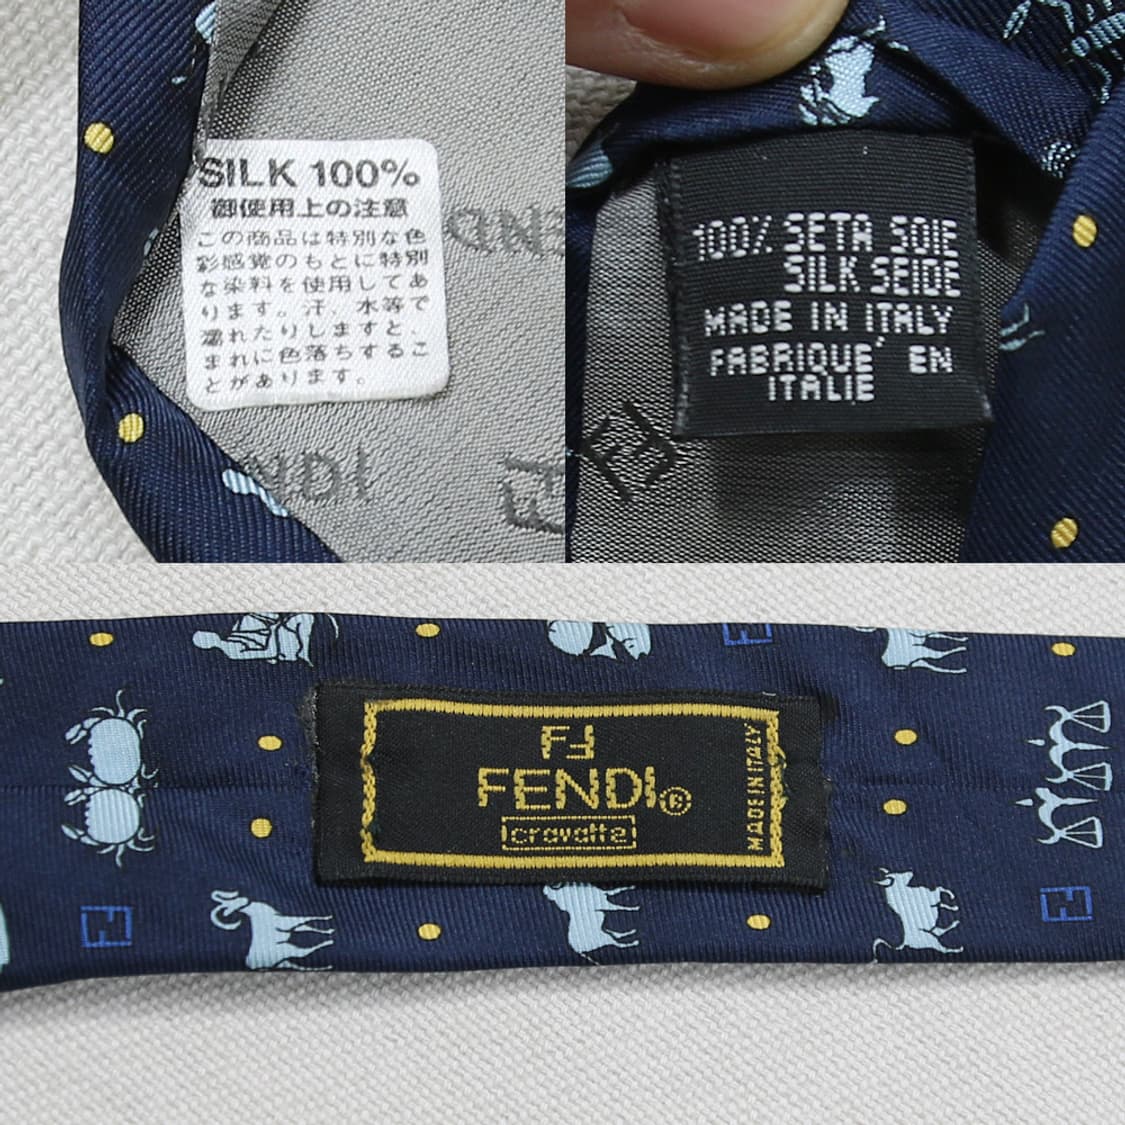 SILK 100%
御使用上の注意
この商品は特別な色
彩感覚のもとに特別
な染料を使用してあ
ります。汗、水等で
濡れたりしますと、
まれに色落ちするこ
とがあります。
FENDI
NDI
100% SETA SOIE
SILK SEIDE
MADE IN ITALY
FABRIQUE' EN
ITALIE
FF
FENDI®
cravatte
MADE IN ITALY